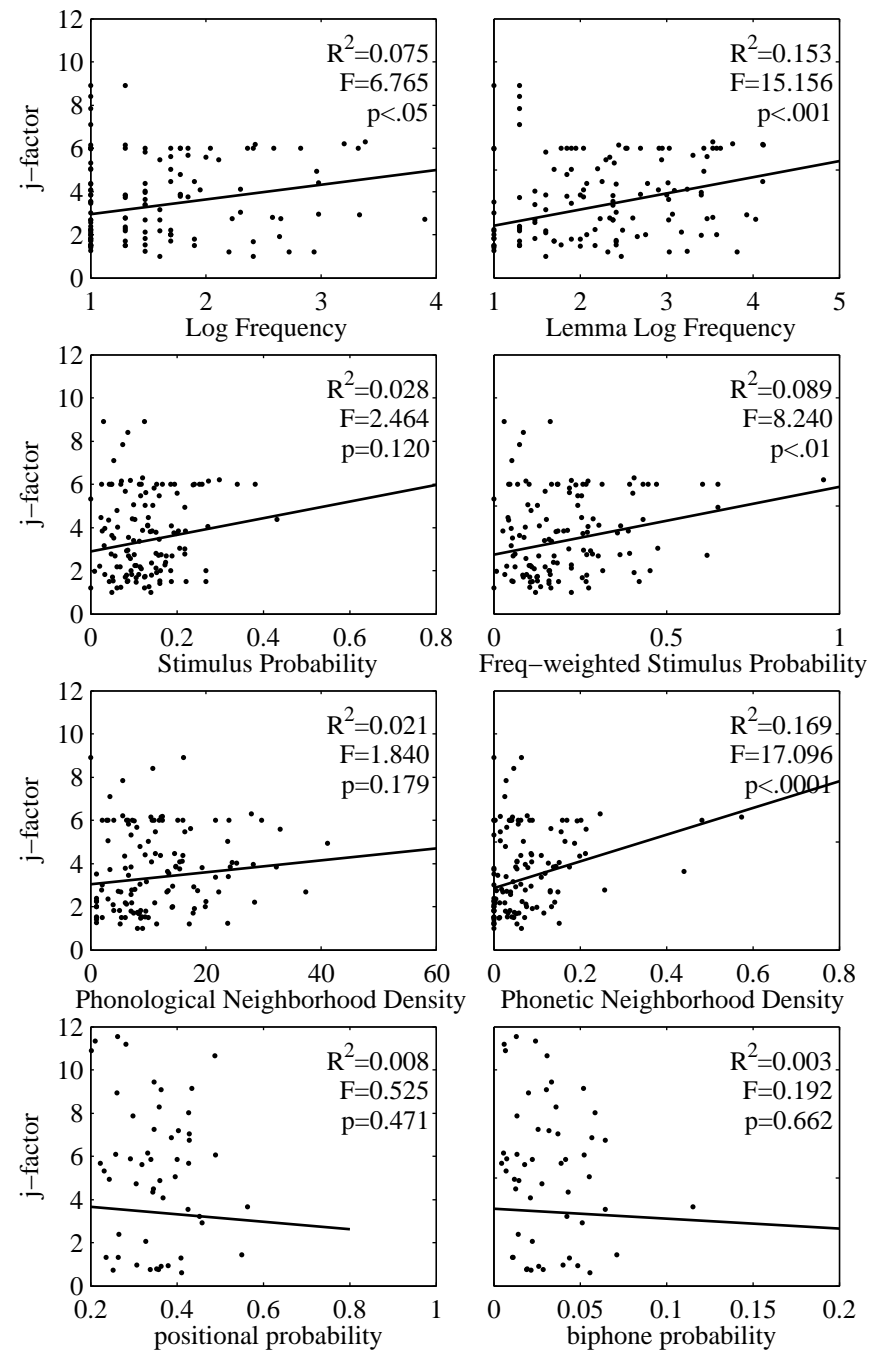 12
10
8
6
4
2
0
j−factor
R2=0.075
F=6.765
p<.05
1 2 3 4
Log Frequency
R2=0.153
F=15.156
p<.001
1 2 3 4 5
Lemma Log Frequency
12
10
8
6
4
2
0
j−factor
R2=0.028
F=2.464
p=0.120
0 0.2 0.4 0.6 0.8
Stimulus Probability
R2=0.089
F=8.240
p<.01
0 0.5 1
Freq−weighted Stimulus Probability
12
10
8
6
4
2
0
j−factor
R2=0.021
F=1.840
p=0.179
0 20 40 60
Phonological Neighborhood Density
R2=0.169
F=17.096
p<.0001
0 0.2 0.4 0.6 0.8
Phonetic Neighborhood Density
12
10
8
6
4
2
0
j−factor
R2=0.008
F=0.525
p=0.471
0.2 0.4 0.6 0.8 1
positional probability
R2=0.003
F=0.192
p=0.662
0 0.05 0.1 0.15 0.2
biphone probability